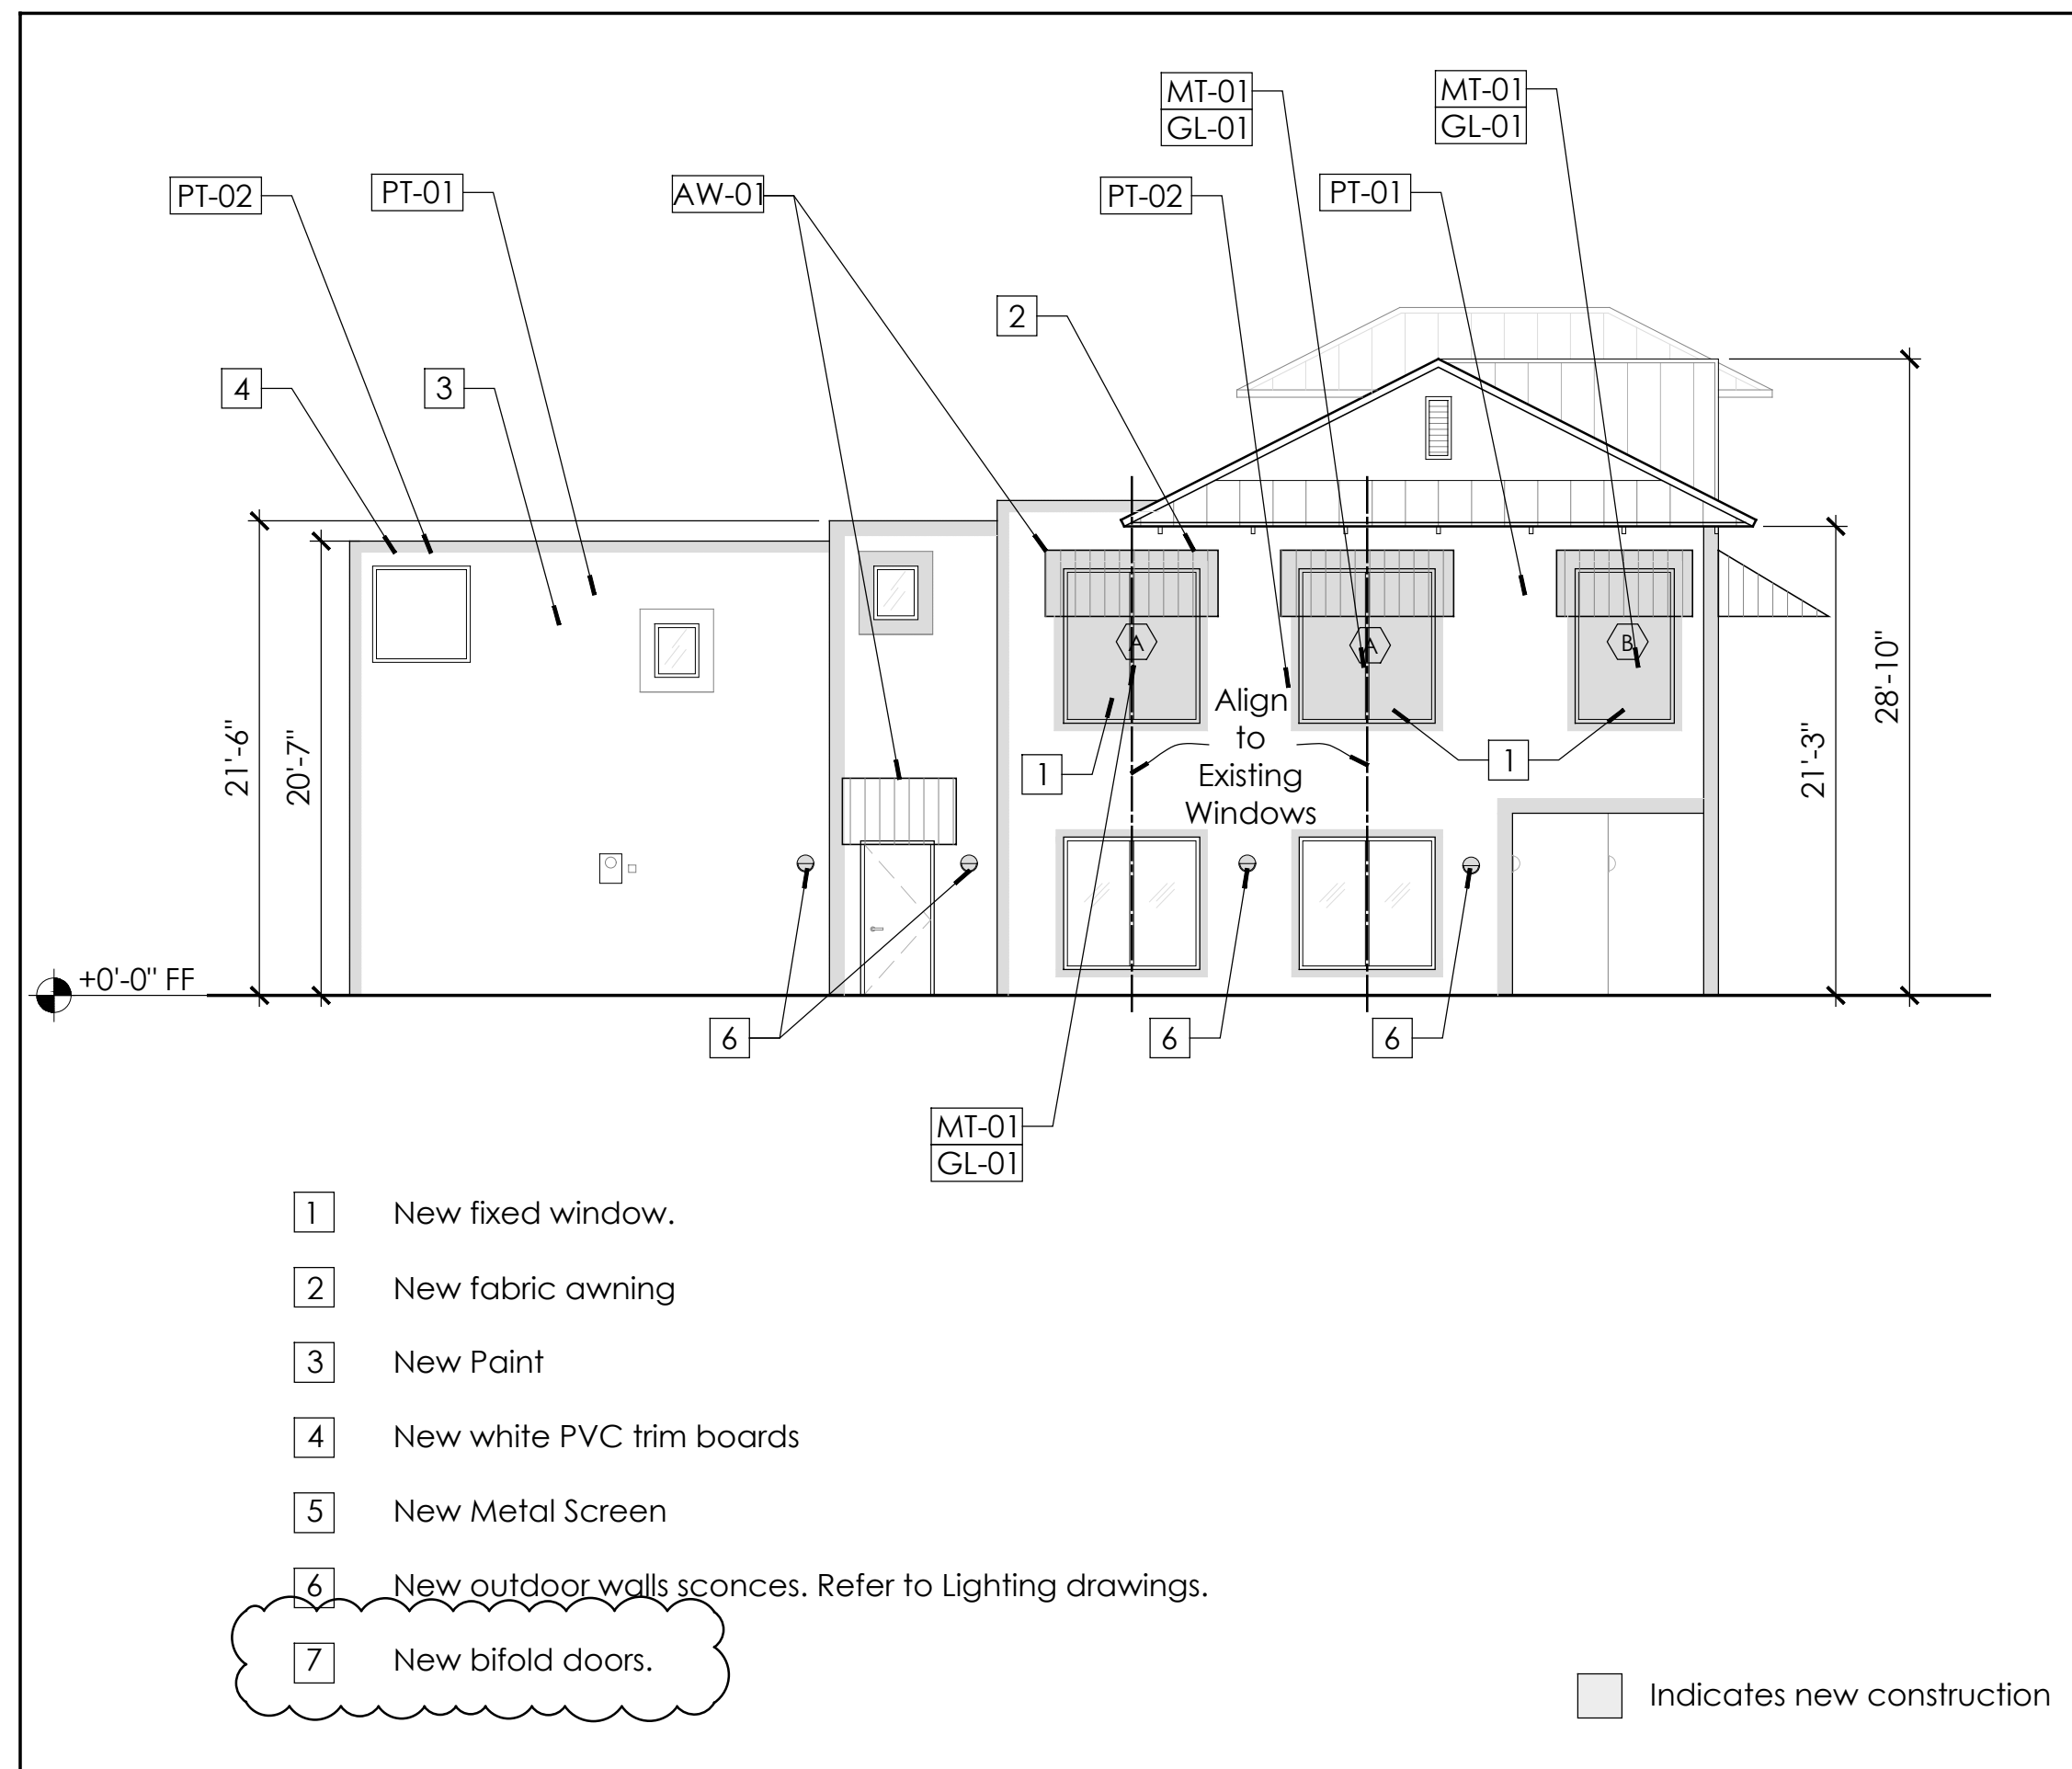 MT-01
GL-01
MT-01
GL-01
PT-02
PT-01
AW-01
PT-02
PT-01
2
4
3
A
A
B
28'-10"
21'-6"
20'-7"
21'-3"
Align
to
Existing
Windows
1
1
+0'-0" FF
6
6
6
MT-01
GL-01
1 New fixed window.
2 New fabric awning
3 New Paint
4 New white PVC trim boards
5 New Metal Screen
6 New outdoor walls sconces. Refer to Lighting drawings.
7 New bifold doors.
Indicates new construction